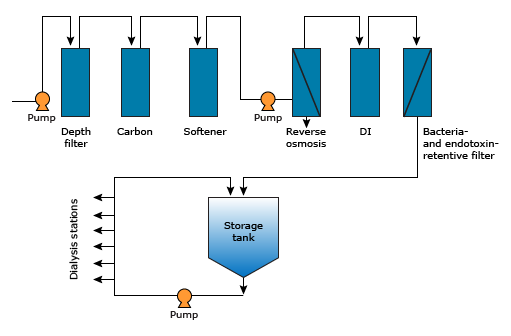 Pump
Depth
filter
Carbon
Softener
Pump
Reverse
osmosis
DI
Bacteria-
and endotoxin-
retentive filter
Storage
tank
Dialysis stations
Pump